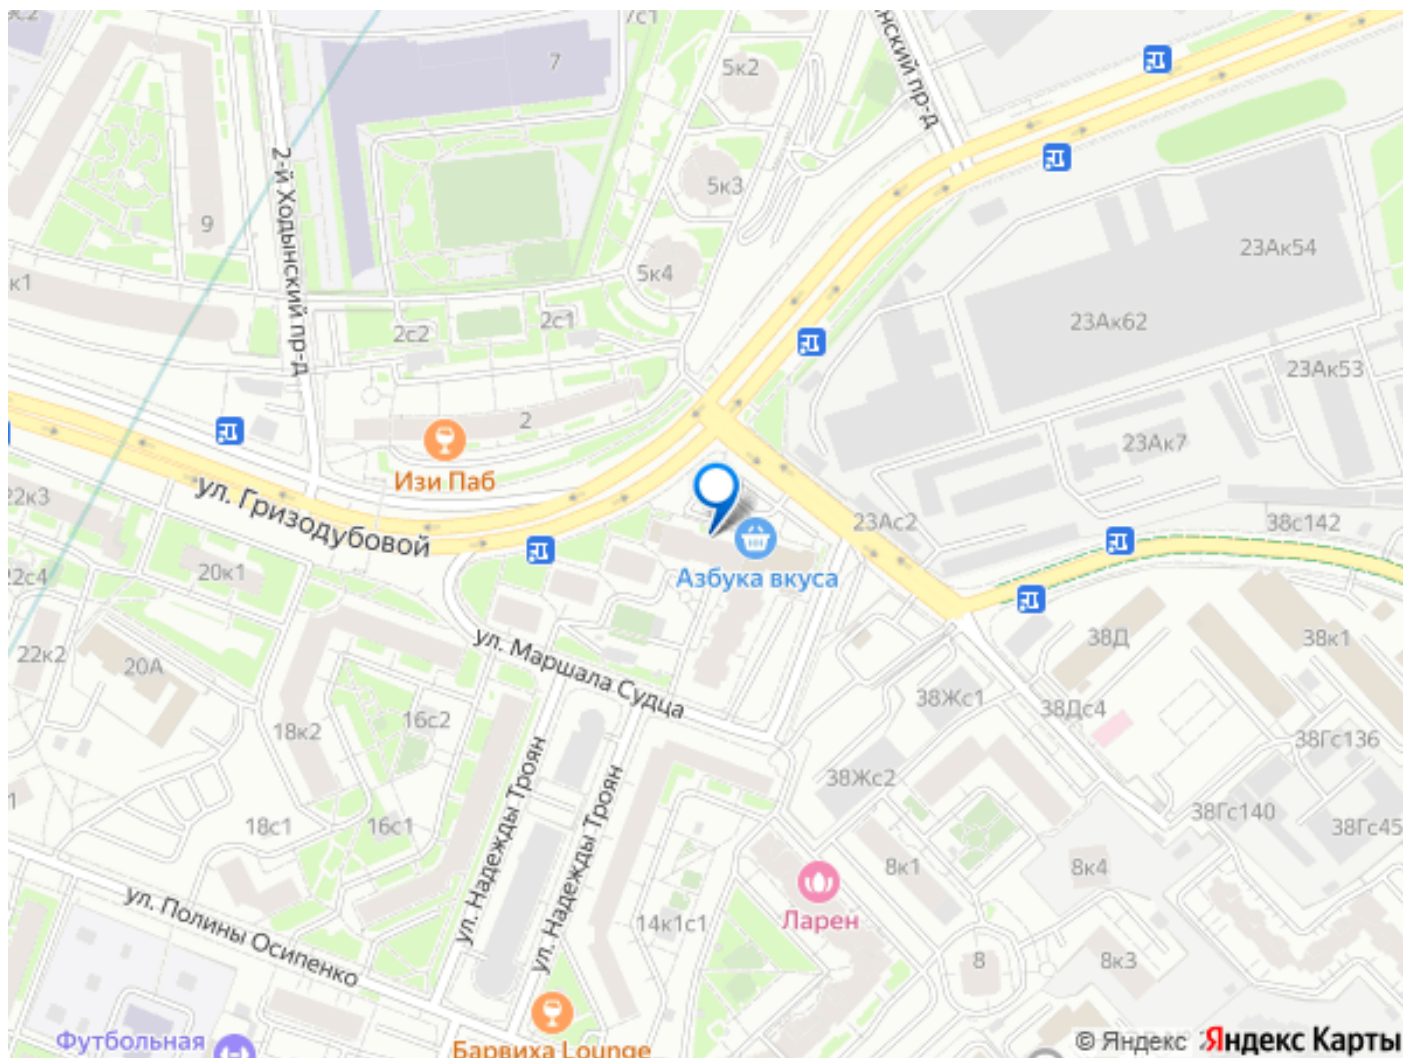 7с1
7
5к2
нский пр-д
5к3
2-й Ходынский пр-д
9
23Ак54
к1
5к4
2с2
2с1
23Ак62
23Ак53
2
23Ак7
Изи Паб
22к3
ул. Гризодубовой
23Ас2
38с142
20к1
22с4
Азбука вкуса
22к2
20А
ул. Маршала Судца
38Д
38к1
38Жс1
38Дс4
18к2
16с2
38Гс136
38Жс2
38Гс140
38Гс45
18с1
16с1
ул. Надежды Троян
ул. Надежды Троян
8к1
8к4
ул. Полины Осипенко
14к1с1
Ларен
8
8к3
Футбольная
Барвиха Lounge
© Яндекс
Яндекс Карты